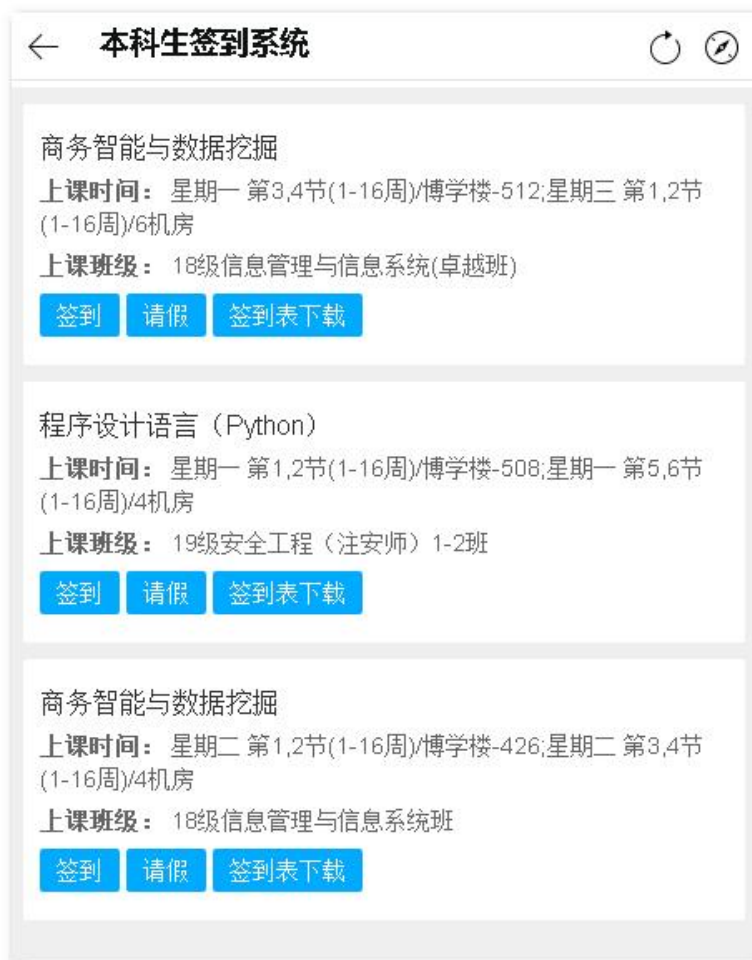 本科生签到系统
商务智能与数据挖掘
上课时间： 星期一 第3,4节(1-16周)/博学楼-512;星期三 第1,2节
(1-16周)/6机房
上课班级： 18级信息管理与信息系统(卓越班)
签到 请假 签到表下载
程序设计语言（Python）
上课时间： 星期一 第1,2节(1-16周)/博学楼-508;星期一 第5,6节
(1-16周)/4机房
上课班级： 19级安全工程（注安师）1-2班
签到 请假 签到表下载
商务智能与数据挖掘
上课时间： 星期二 第1,2节(1-16周)/博学楼-426;星期二 第3,4节
(1-16周)/4机房
上课班级： 18级信息管理与信息系统班
签到 请假 签到表下载